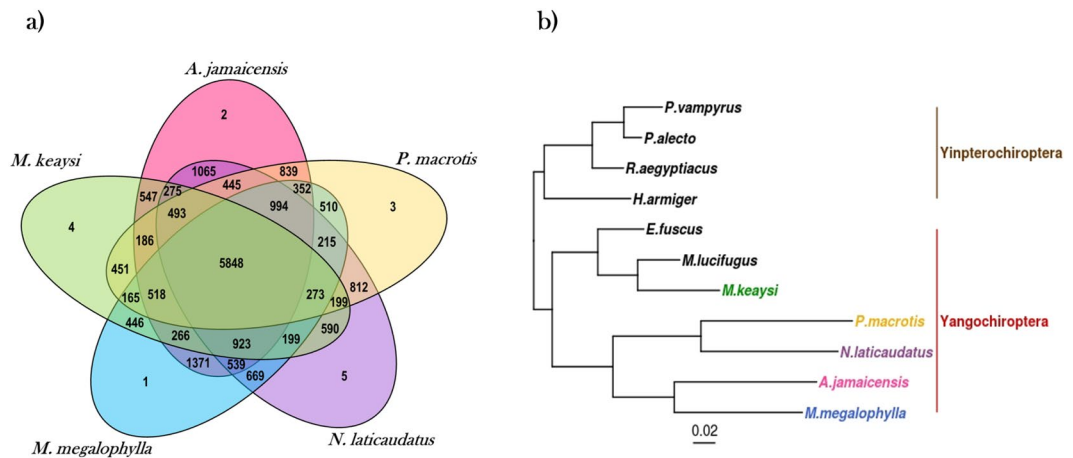 a)
A. jamaicensis
2
M. keaysi
P. macrotis
1065
839
445
352
547
275
510
3
493
994
4
186
215
5848
451
165
518
273
199
812
446
590
266
923
199
1371
539
669
1
5
M. megalophylla
N. laticaudatus
b)
P.vampyrus
P.alecto
R.aegyptiacus
H.armiger
Yinpterochiroptera
E.fuscus
M.lucifugus
M.keaysi
P.macrotis
N.laticaudatus
A.jamaicensis
M.megalophylla
Yangochiroptera
0.02